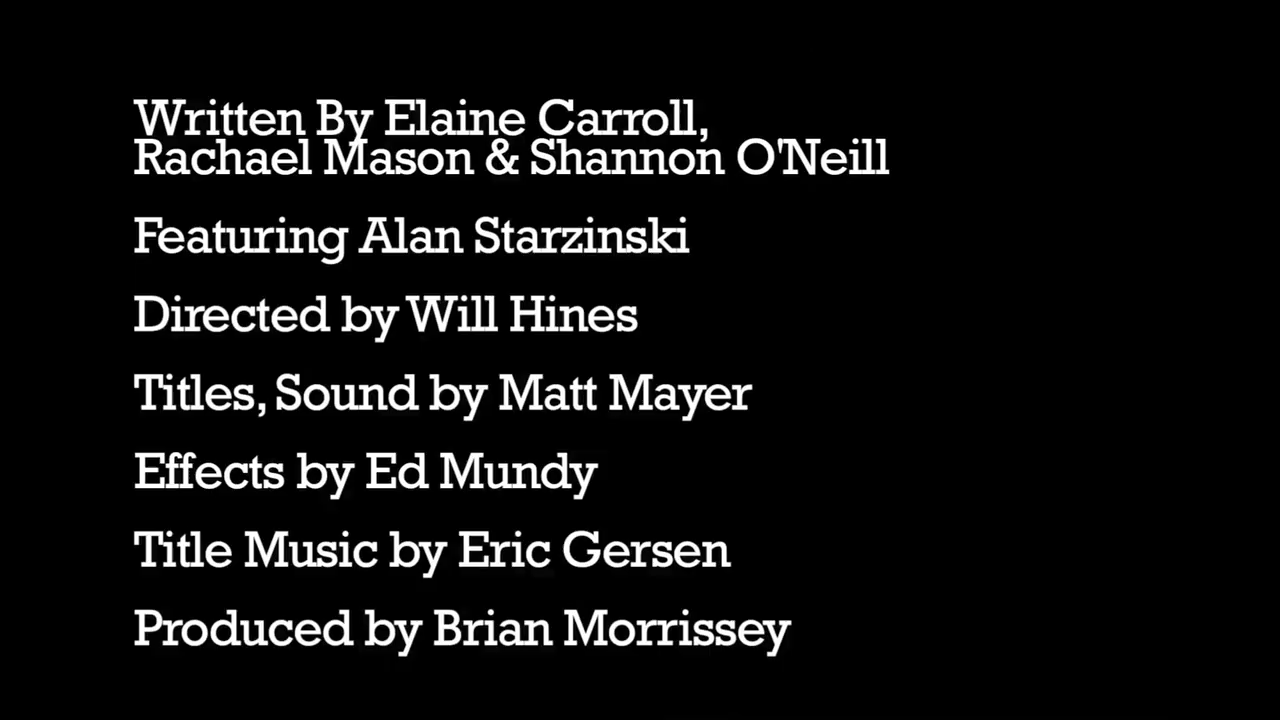 Written By Elaine Carroll,
Rachael Mason & Shannon O'Neill
Featuring Alan Starzinski
Directed by Will Hines
Titles, Sound by Matt Mayer
Effects by Ed Mundy
Title Music by Eric Gersen
Produced by Brian Morrissey